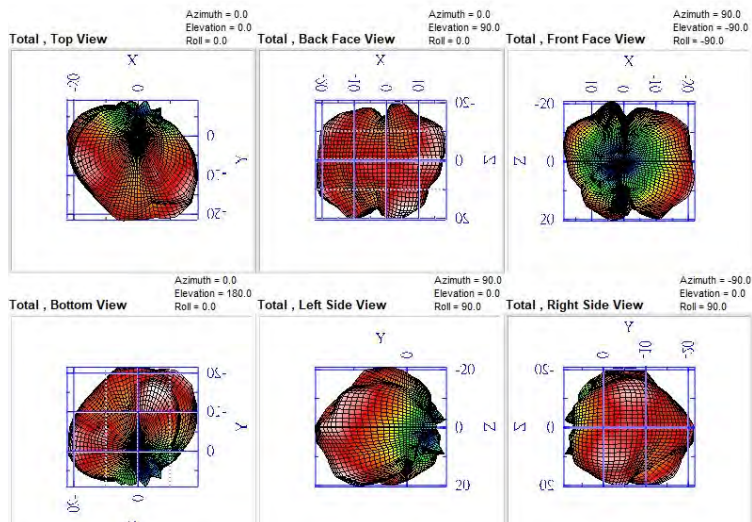 Azimuth = 0.0
Elevation = 0.0
Roll = 0.0
Total , Top View
X
-20
0
0
-10
-20
Y
Azimuth = 0.0
Elevation = 90.0
Roll = 0.0
Total , Back Face View
X
-20
-10
0
10
-20
0
20
Z
Azimuth = 90.0
Elevation = -90.0
Roll = -90.0
Total , Front Face View
X
10
0
-10
-20
-20
0
20
Z
Azimuth = 0.0
Elevation = 180.0
Roll = 0.0
Total , Bottom View
-20
-10
0
Y
-20
0
Azimuth = 90.0
Elevation = 0.0
Roll = 90.0
Total , Left Side View
Y
0
-20
0
20
Z
Azimuth = -90.0
Elevation = 0.0
Roll = 90.0
Total , Right Side View
Y
0
-10
-20
-20
0
20
Z